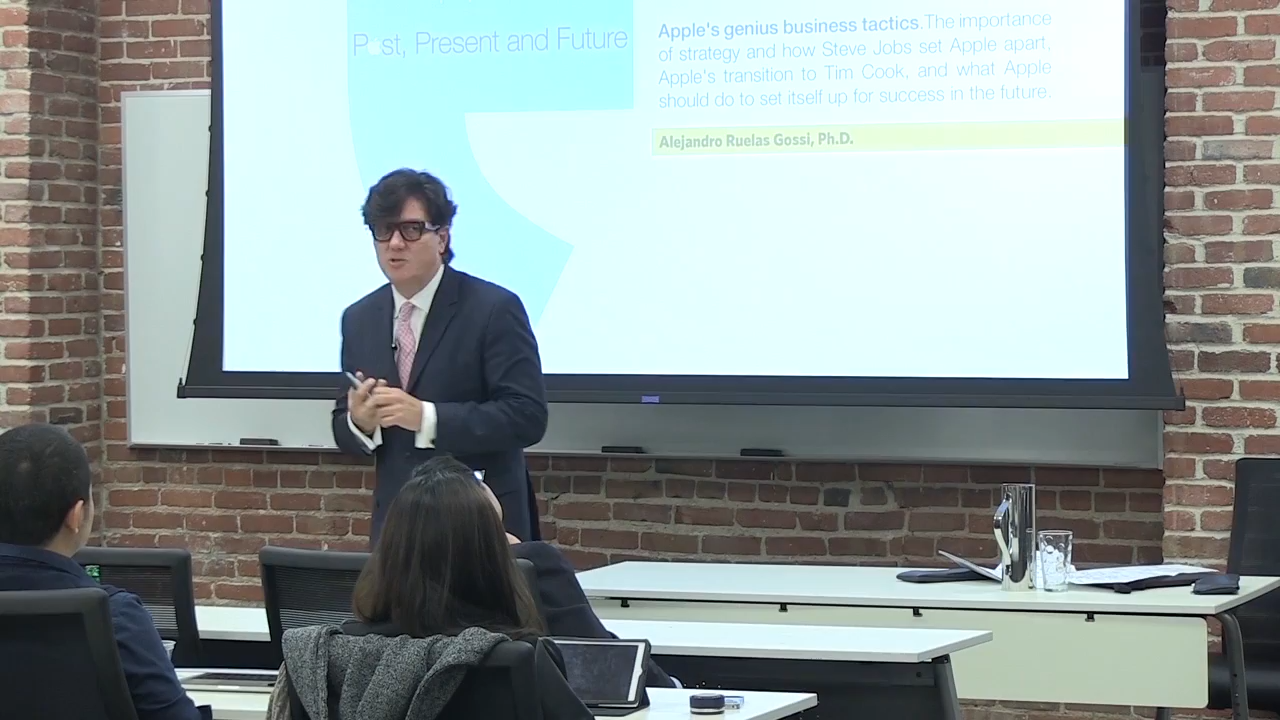 Past, Present and Future
Apple's genius business tactics.The importance
of strategy and how Steve Jobs set Apple apart,
Apple's transition to Tim Cook, and what Apple
should do to set itself up for success in the future.
Alejandro Ruelas Gossi, Ph.D.